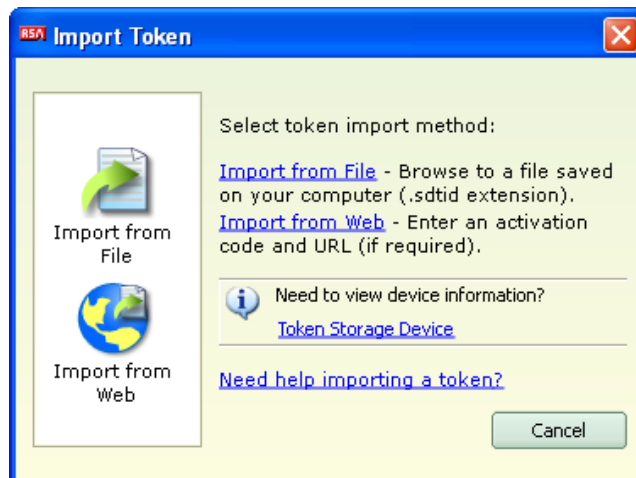 RSA Import Token
Select token import method:
Import from File - Browse to a file saved
on your computer (.sdtid extension).
Import from Web - Enter an activation
code and URL (if required).
Import from
File
Import from
Web
Need to view device information?
Token Storage Device
Need help importing a token?
Cancel